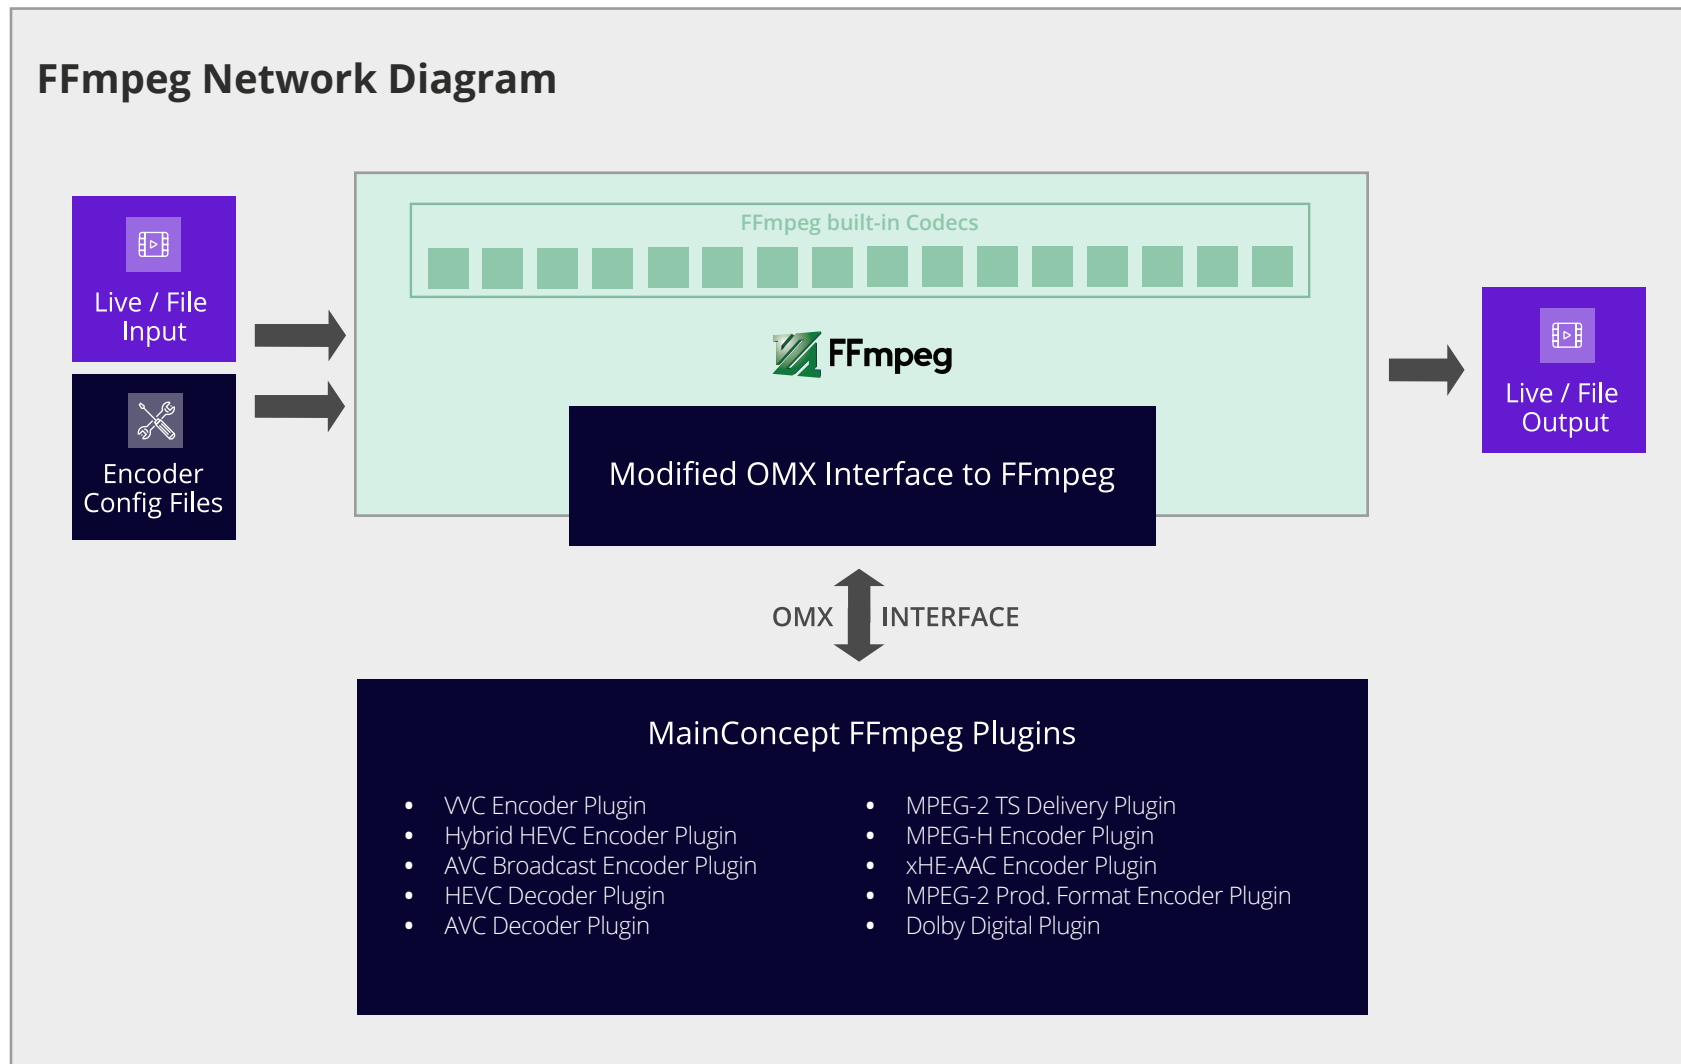 FFmpeg Network Diagram
FFmpeg built-in Codecs
Live / File
Input
FFmpeg
Encoder
Config Files
Modified OMX Interface to FFmpeg
Live / File
Output
OMX INTERFACE
MainConcept FFmpeg Plugins
• VVC Encoder Plugin
• Hybrid HEVC Encoder Plugin
• AVC Broadcast Encoder Plugin
• HEVC Decoder Plugin
• AVC Decoder Plugin
• MPEG-2 TS Delivery Plugin
• MPEG-H Encoder Plugin
• xHE-AAC Encoder Plugin
• MPEG-2 Prod. Format Encoder Plugin
• Dolby Digital Plugin